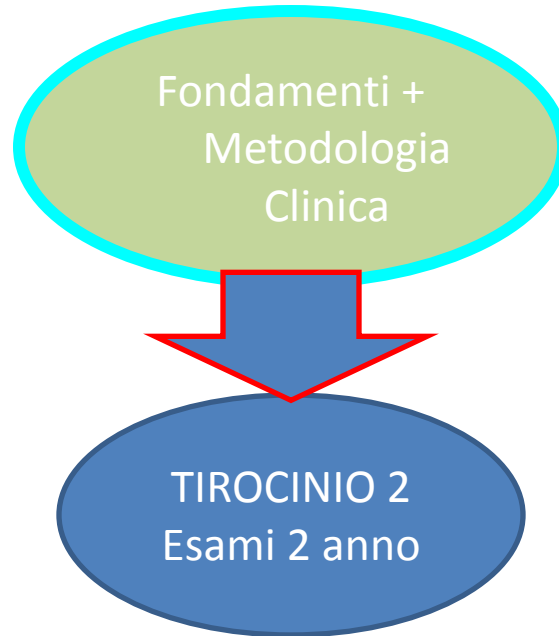 Fondamenti +
Metodologia
Clinica
TIROCINIO 2
Esami 2 anno